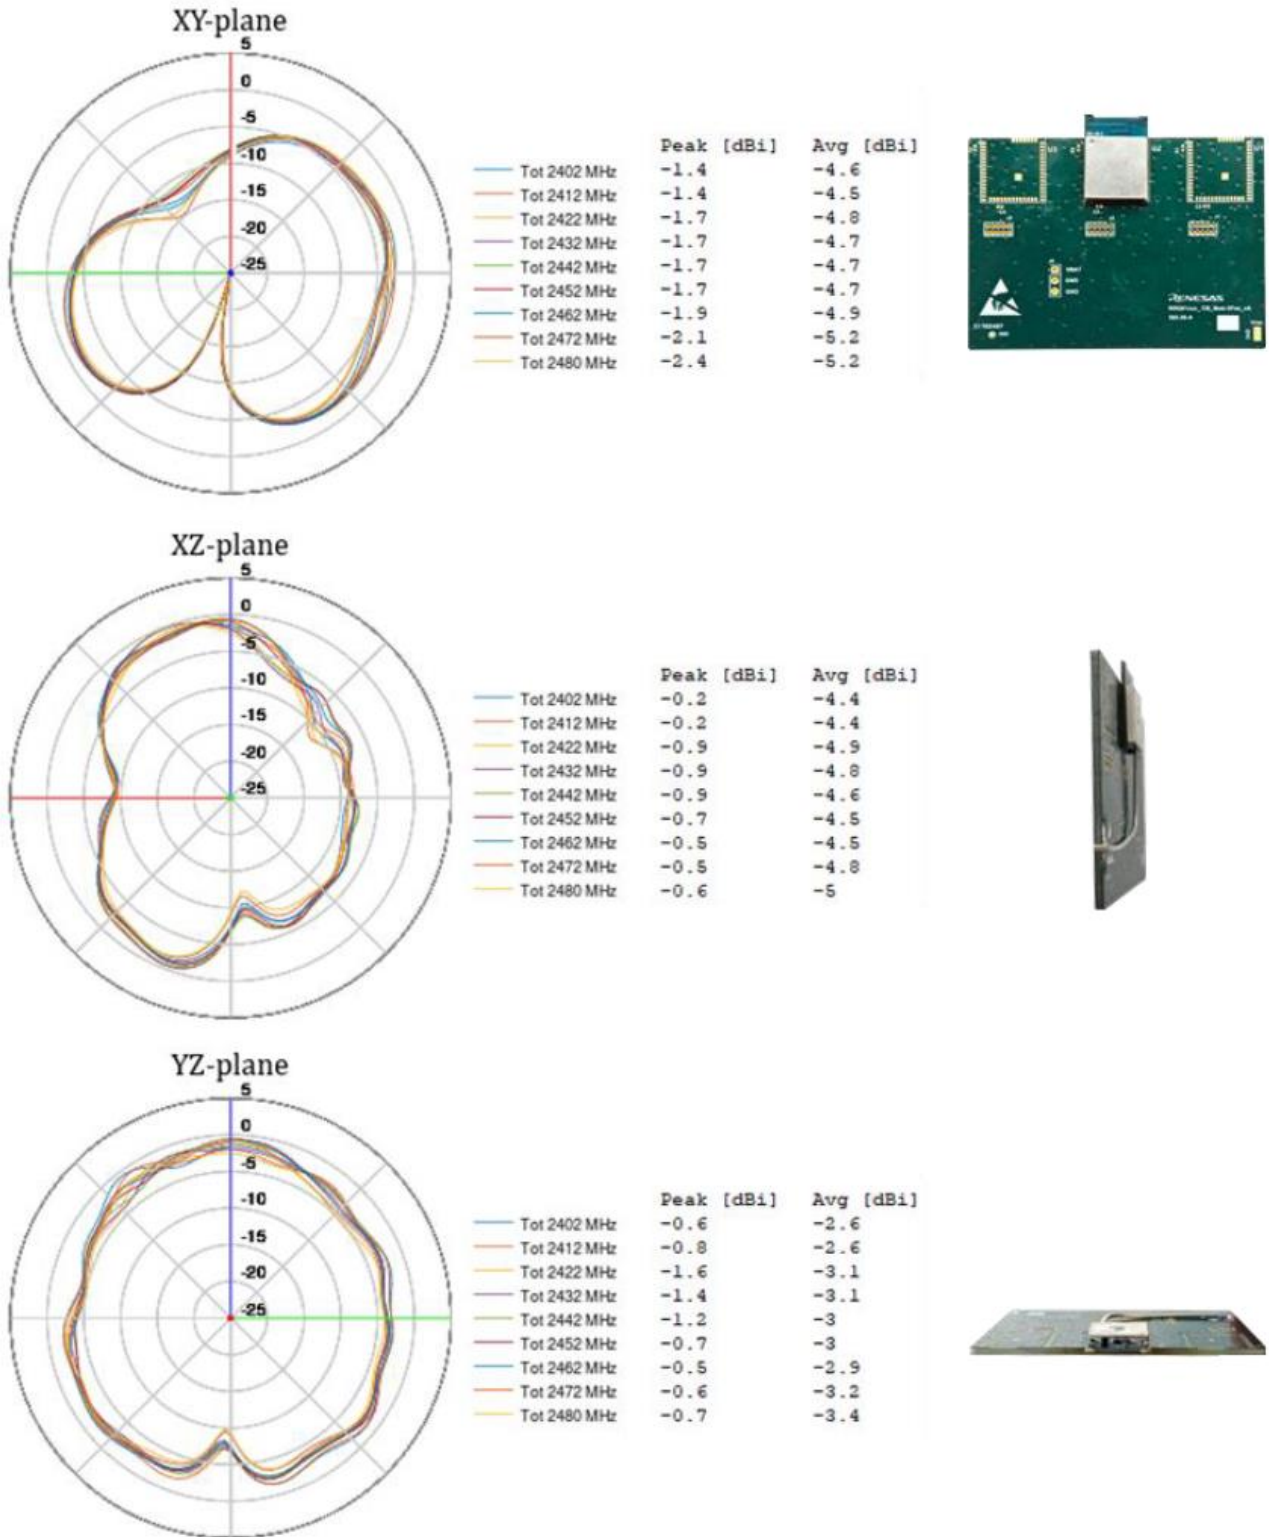 XY-plane
5
0
-5
-10
-15
-20
-25
Peak [dBi] Avg [dBi]
Tot 2402 MHz -1.4 -4.6
Tot 2412 MHz -1.4 -4.5
Tot 2422 MHz -1.7 -4.8
Tot 2432 MHz -1.7 -4.7
Tot 2442 MHz -1.7 -4.7
Tot 2452 MHz -1.7 -4.7
Tot 2462 MHz -1.9 -4.9
Tot 2472 MHz -2.1 -5.2
Tot 2480 MHz -2.4 -5.2
RENESAS
XZ-plane
5
0
-5
-10
-15
-20
-25
Peak [dBi] Avg [dBi]
Tot 2402 MHz -0.2 -4.4
Tot 2412 MHz -0.2 -4.4
Tot 2422 MHz -0.9 -4.9
Tot 2432 MHz -0.9 -4.8
Tot 2442 MHz -0.9 -4.6
Tot 2452 MHz -0.7 -4.5
Tot 2462 MHz -0.5 -4.5
Tot 2472 MHz -0.5 -4.8
Tot 2480 MHz -0.6 -5
YZ-plane
5
0
-5
-10
-15
-20
-25
Peak [dBi] Avg [dBi]
Tot 2402 MHz -0.6 -2.6
Tot 2412 MHz -0.8 -2.6
Tot 2422 MHz -1.6 -3.1
Tot 2432 MHz -1.4 -3.1
Tot 2442 MHz -1.2 -3
Tot 2452 MHz -0.7 -3
Tot 2462 MHz -0.5 -2.9
Tot 2472 MHz -0.6 -3.2
Tot 2480 MHz -0.7 -3.4